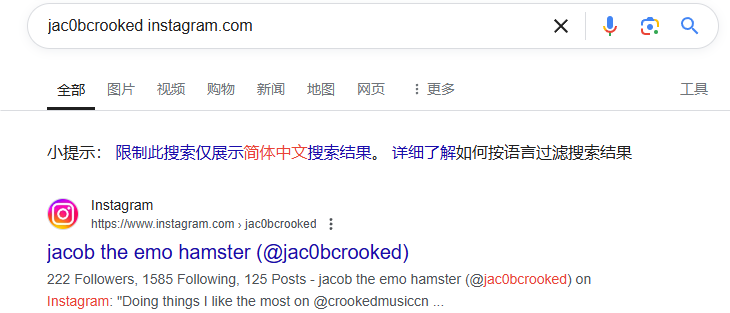 jac0bcrooked instagram.com
全部 图片 视频 购物 新闻 地图 网页 ⋮ 更多 工具
小提示： 限制此搜索仅展示简体中文搜索结果。 详细了解如何按语言过滤搜索结果
Instagram
https://www.instagram.com › jac0bcrooked ⋮
jacob the emo hamster (@jac0bcrooked)
222 Followers, 1585 Following, 125 Posts - jacob the emo hamster (@jac0bcrooked) on
Instagram: "Doing things I like the most on @crookedmusiccn ...